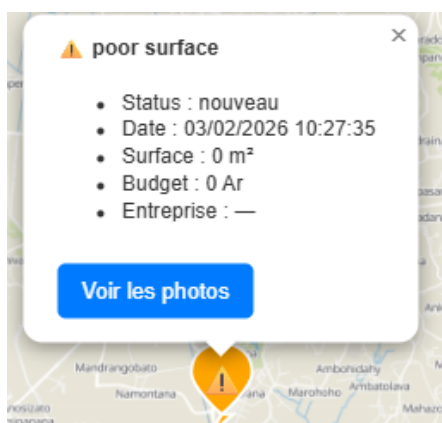 ⚠ poor surface
×
• Status : nouveau
• Date : 03/02/2026 10:27:35
• Surface : 0 m²
• Budget : 0 Ar
• Entreprise : —
Voir les photos
Mandrangobato
Ambohidahy
Namontana
Marohoho
Ambatolava